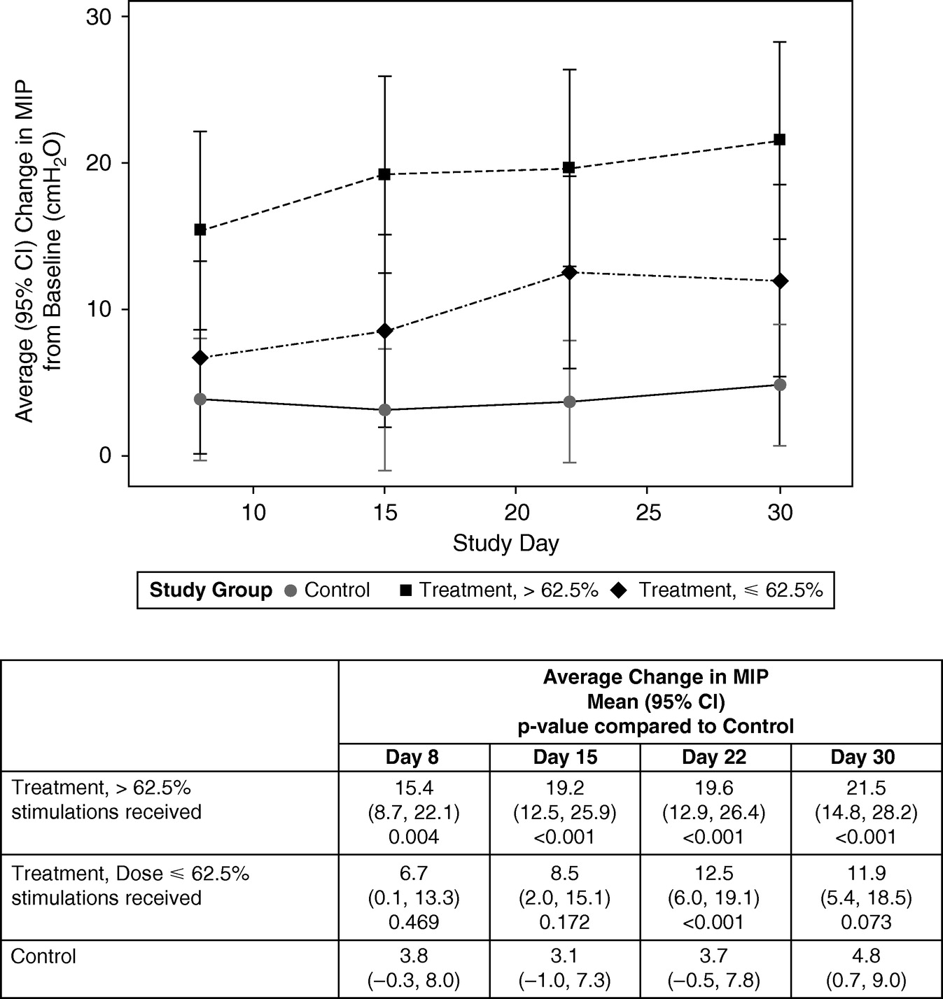 Average (95% CI) Change in MIP
from Baseline (cmH2O)
30
20
10
0
10 15 20 25 30
Study Day
Study Group Control Treatment, > 62.5% Treatment, ⩽ 62.5%
Average Change in MIP
Mean (95% CI)
p-value compared to Control
Day 8 Day 15 Day 22 Day 30
Treatment, > 62.5% 15.4 19.2 19.6 21.5
stimulations received (8.7, 22.1) (12.5, 25.9) (12.9, 26.4) (14.8, 28.2)
0.004 <0.001 <0.001 <0.001
Treatment, Dose ⩽ 62.5% 6.7 8.5 12.5 11.9
stimulations received (0.1, 13.3) (2.0, 15.1) (6.0, 19.1) (5.4, 18.5)
0.469 0.172 <0.001 0.073
Control 3.8 3.1 3.7 4.8
(−0.3, 8.0) (−1.0, 7.3) (−0.5, 7.8) (0.7, 9.0)